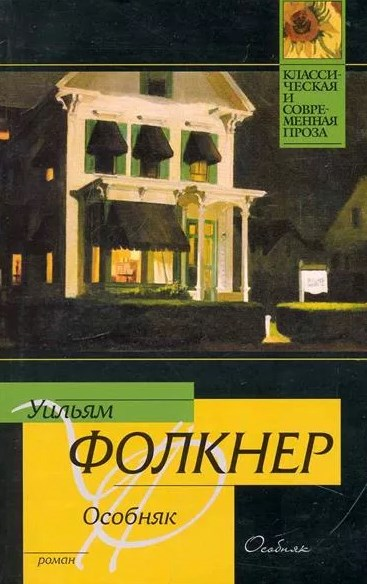 КЛАССИ-
ЧЕСКАЯ И
СОВРЕ-
МЕННАЯ
ПРОЗА
Уильям
ФОЛКНЕР
Особняк
роман
Особняк